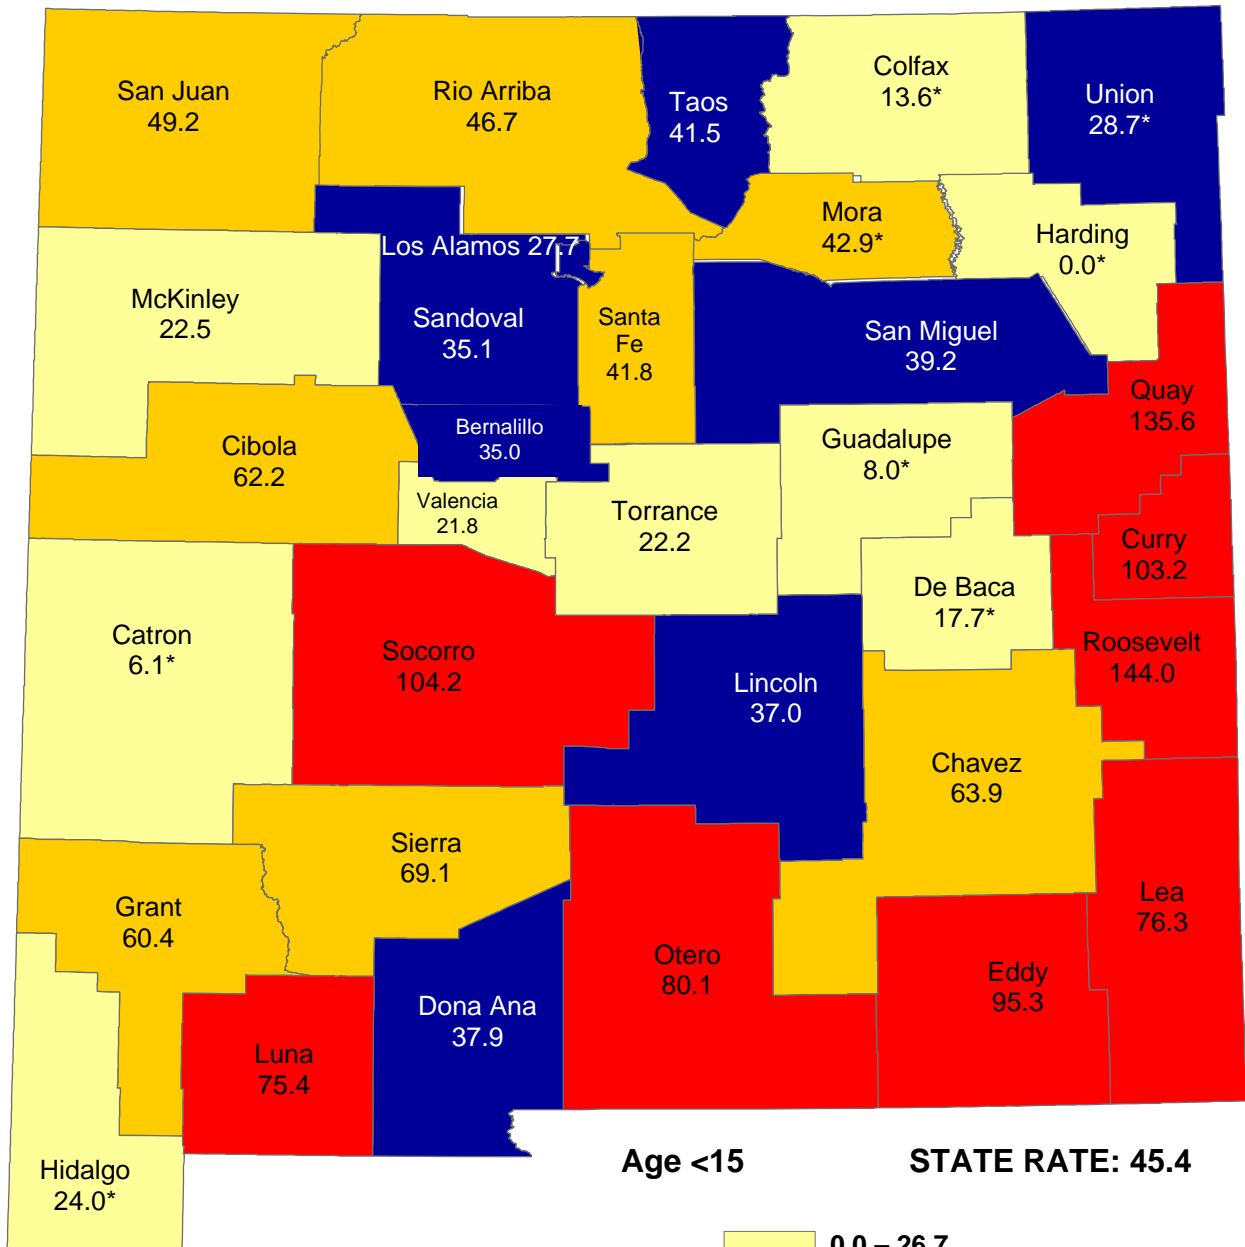 San Juan
49.2
Rio Arriba
46.7
Taos
41.5
Colfax
13.6*
Union
28.7*
Mora
42.9*
Harding
0.0*
Los Alamos 27.7
McKinley
22.5
Sandoval
35.1
Santa
Fe
41.8
San Miguel
39.2
Quay
135.6
Cibola
62.2
Bernalillo
35.0
Guadalupe
8.0*
Valencia
21.8
Torrance
22.2
Curry
103.2
De Baca
17.7*
Catron
6.1*
Socorro
104.2
Roosevelt
144.0
Lincoln
37.0
Chavez
63.9
Sierra
69.1
Grant
60.4
Lea
76.3
Otero
80.1
Eddy
95.3
Dona Ana
37.9
Luna
75.4
Hidalgo
24.0*
Age <15
STATE RATE: 45.4
0.0 – 26.7